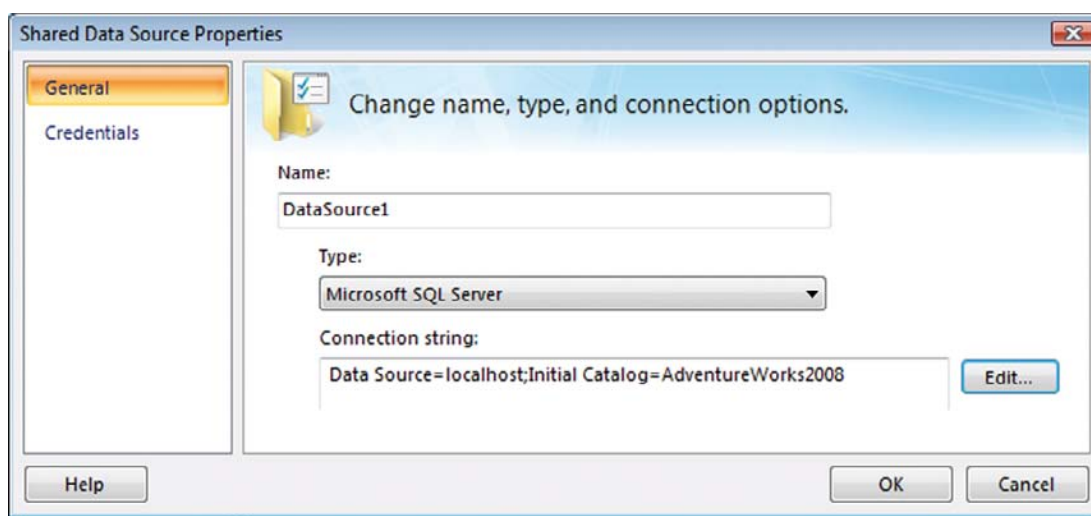 Shared Data Source Properties
General
Credentials
Change name, type, and connection options.
Name:
DataSource1
Type:
Microsoft SQL Server
Connection string:
Data Source=localhost;Initial Catalog=AdventureWorks2008
Edit...
Help
OK
Cancel